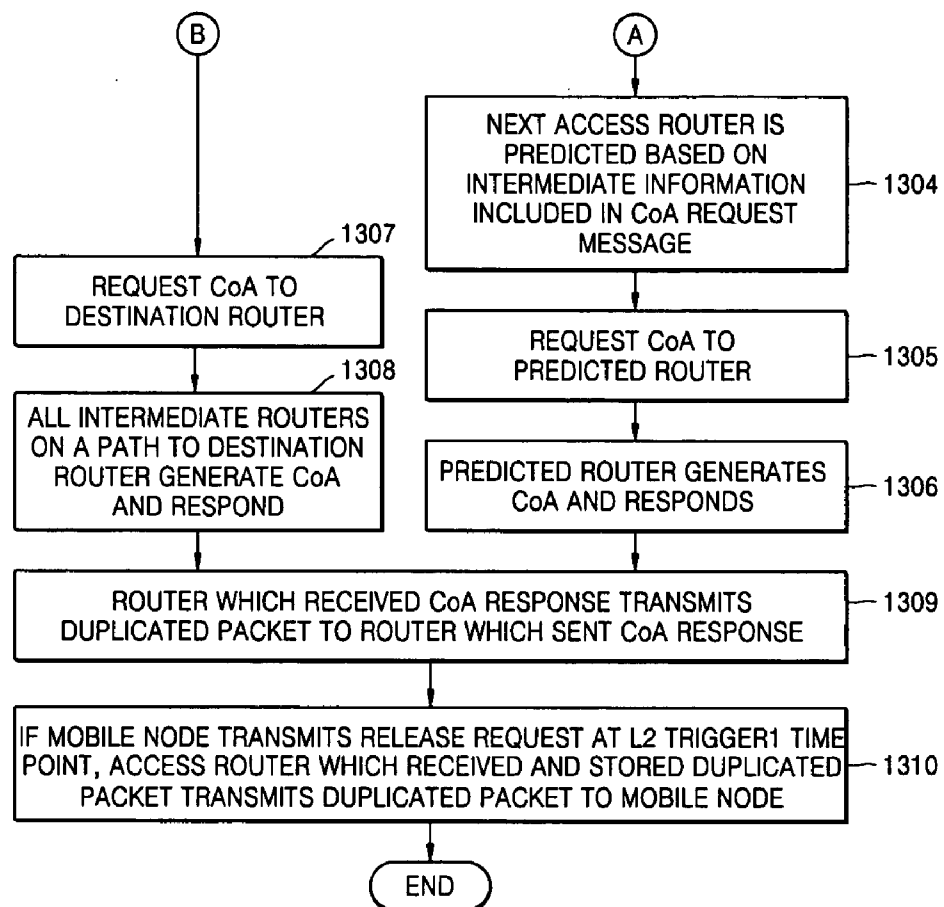 B
A
NEXT ACCESS ROUTER IS
PREDICTED BASED ON
INTERMEDIATE INFORMATION
INCLUDED IN CoA REQUEST
MESSAGE
1304
1307
REQUEST CoA TO
DESTINATION ROUTER
REQUEST CoA TO
PREDICTED ROUTER
1305
1308
ALL INTERMEDIATE ROUTERS
ON A PATH TO DESTINATION
ROUTER GENERATE CoA
AND RESPOND
PREDICTED ROUTER GENERATES
CoA AND RESPONDS
1306
ROUTER WHICH RECEIVED CoA RESPONSE TRANSMITS
DUPLICATED PACKET TO ROUTER WHICH SENT CoA RESPONSE
1309
IF MOBILE NODE TRANSMITS RELEASE REQUEST AT L2 TRIGGER1 TIME
POINT, ACCESS ROUTER WHICH RECEIVED AND STORED DUPLICATED
PACKET TRANSMITS DUPLICATED PACKET TO MOBILE NODE
1310
END